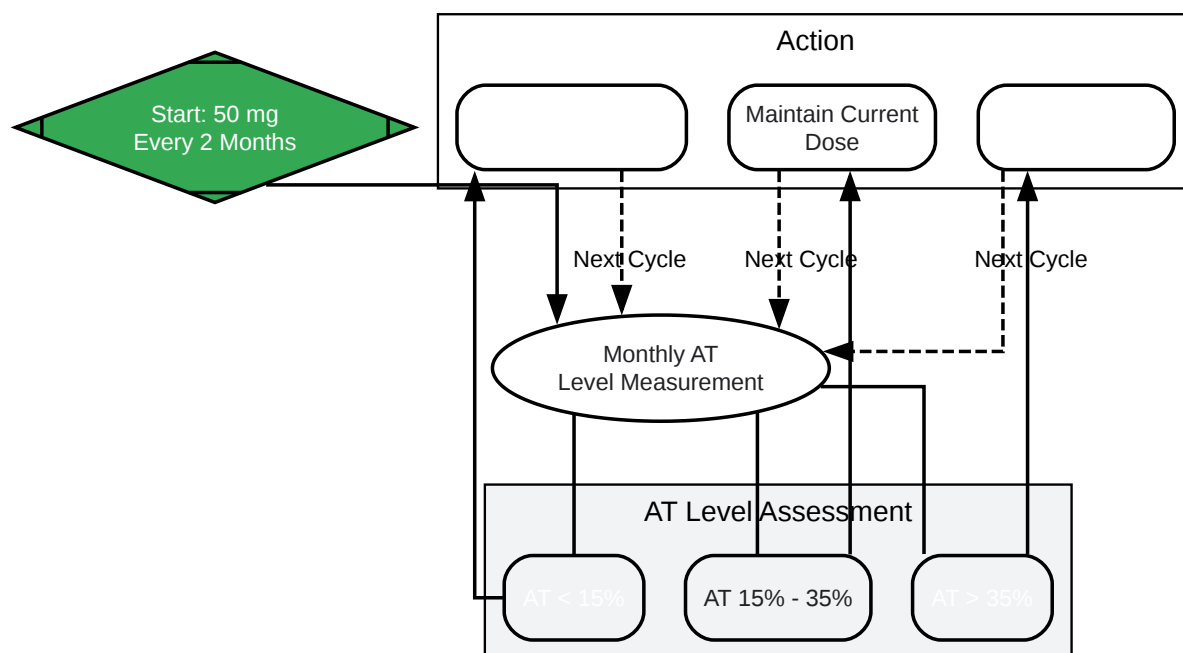 Action
Start: 50 mg
Every 2 Months
Maintain Current
Dose
Next Cycle
Next Cycle
Next Cycle
Monthly AT
Level Measurement
AT Level Assessment
AT < 15%
AT 15% - 35%
AT > 35%